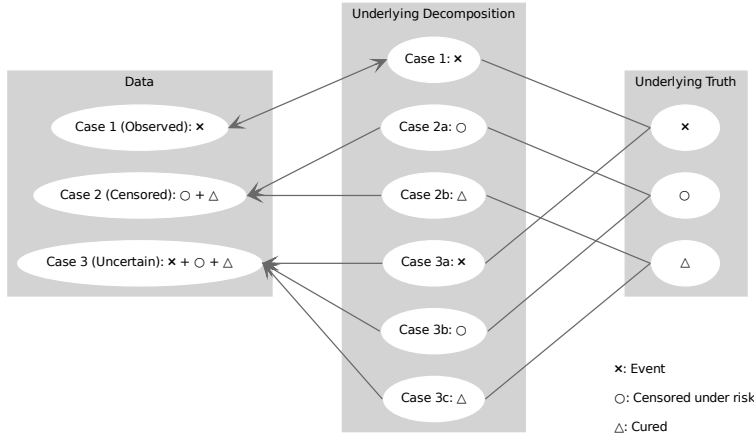 Data
Case 1 (Observed): ×
Case 2 (Censored): ○ + △
Case 3 (Uncertain): × + ○ + △
Underlying Decomposition
Case 1: ×
Case 2a: ○
Case 2b: △
Case 3a: ×
Case 3b: ○
Case 3c: △
Underlying Truth
×
○
△
×: Event
○: Censored under risk
△: Cured